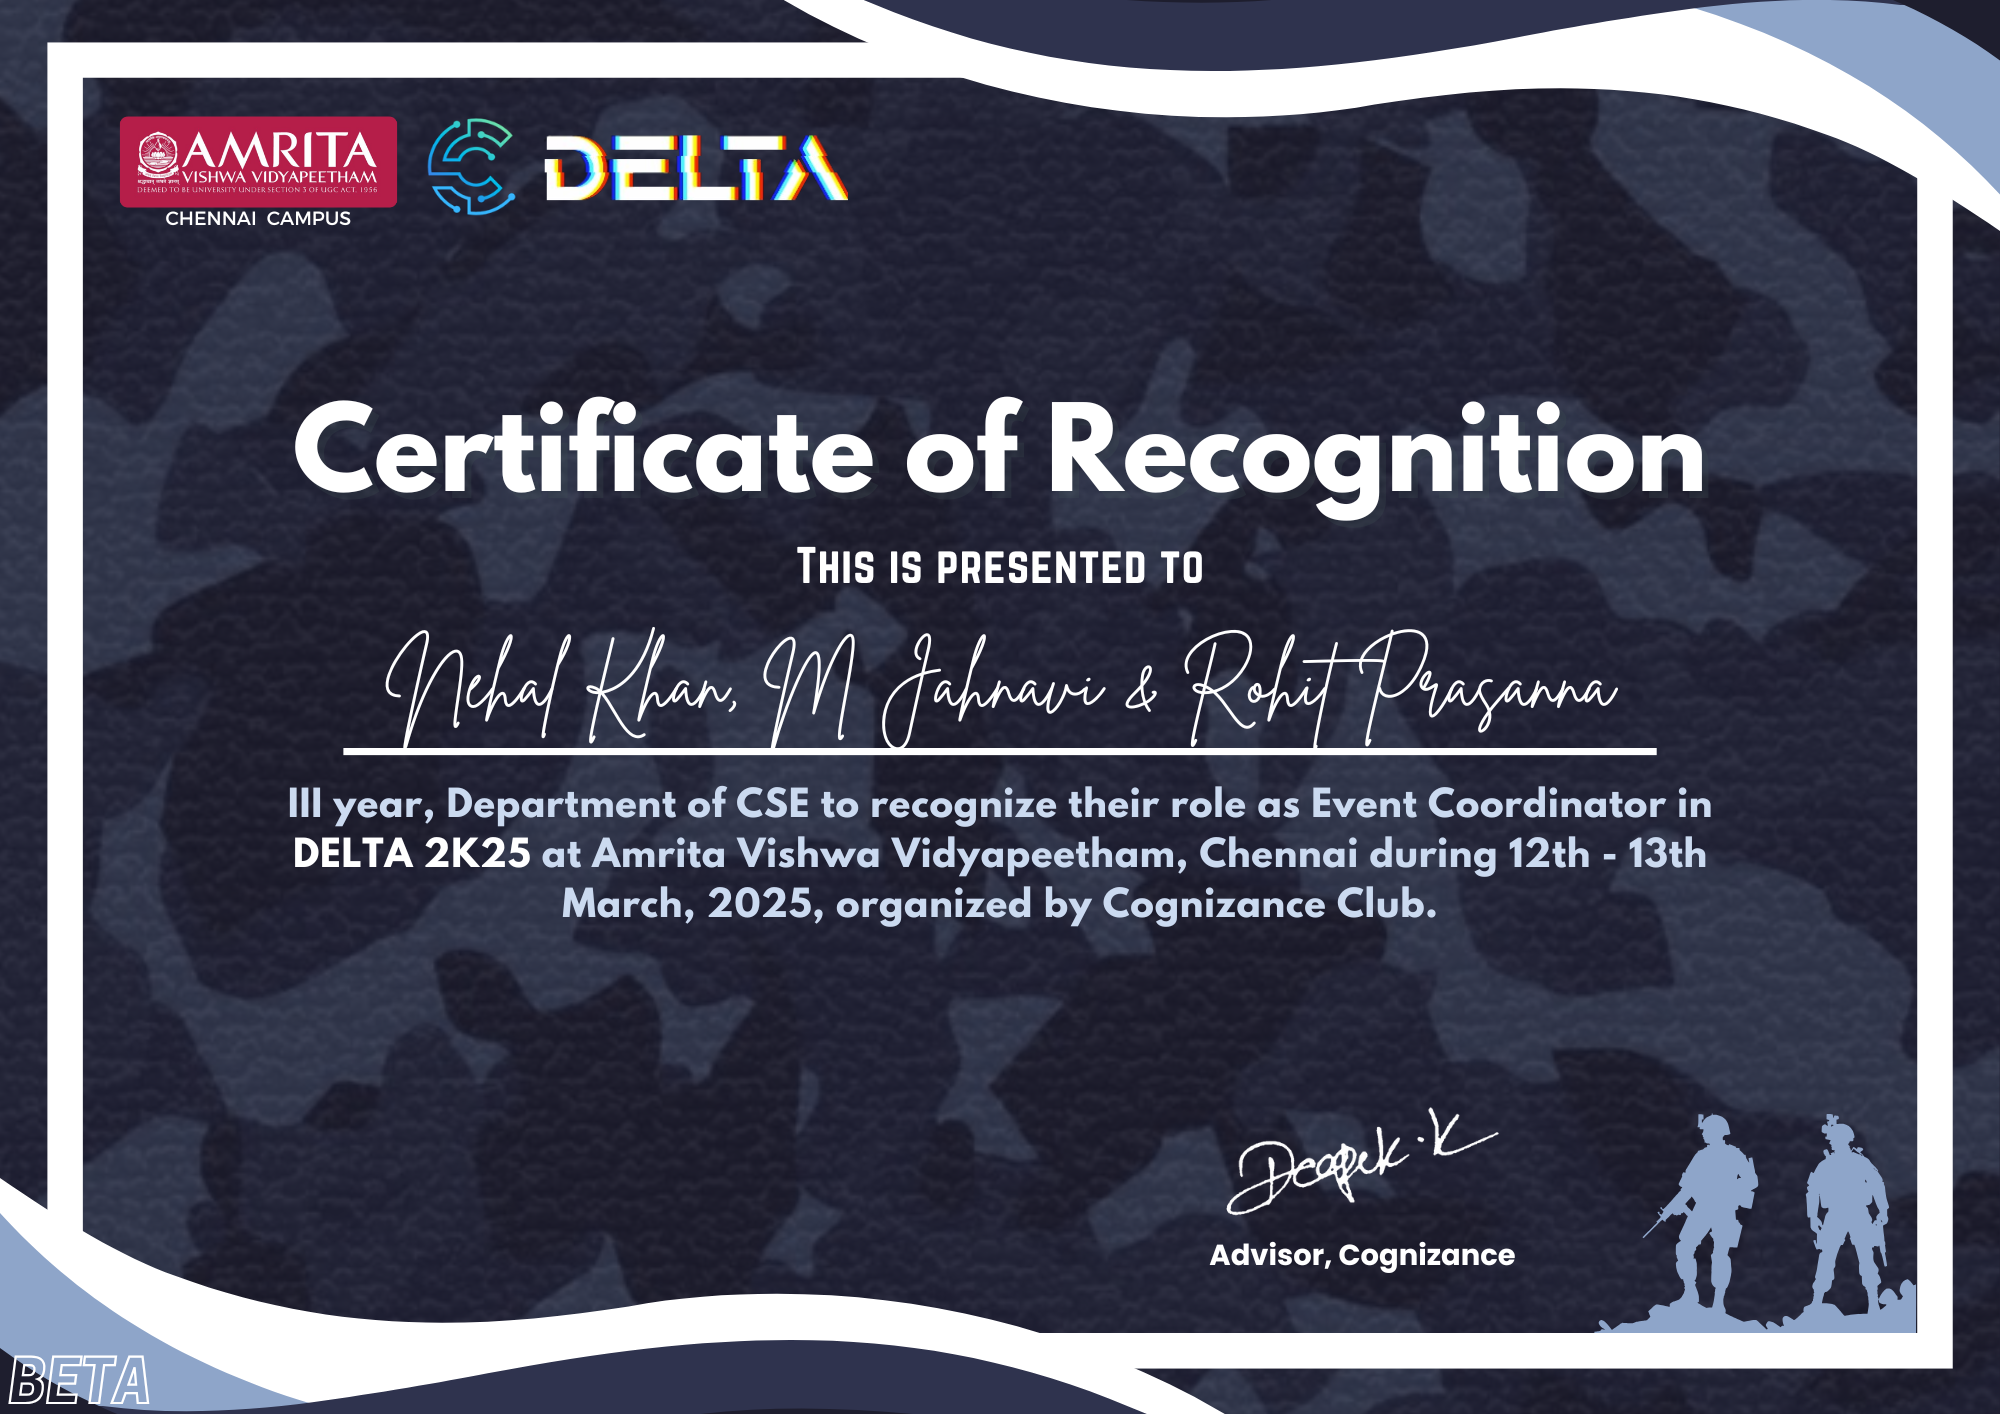 AMRITA
VISHWA VIDYAPEETHAM
DEEMED TO BE UNIVERSITY UNDER SECTION 3 OF UGC ACT, 1956
CHENNAI CAMPUS
DELTA
Certificate of Recognition
THIS IS PRESENTED TO
Nehal Khan, M Jahnavi & Rohit Prasanna
III year, Department of CSE to recognize their role as Event Coordinator in
DELTA 2K25 at Amrita Vishwa Vidyapeetham, Chennai during 12th - 13th
March, 2025, organized by Cognizance Club.
Deepek.K
Advisor, Cognizance
BETA